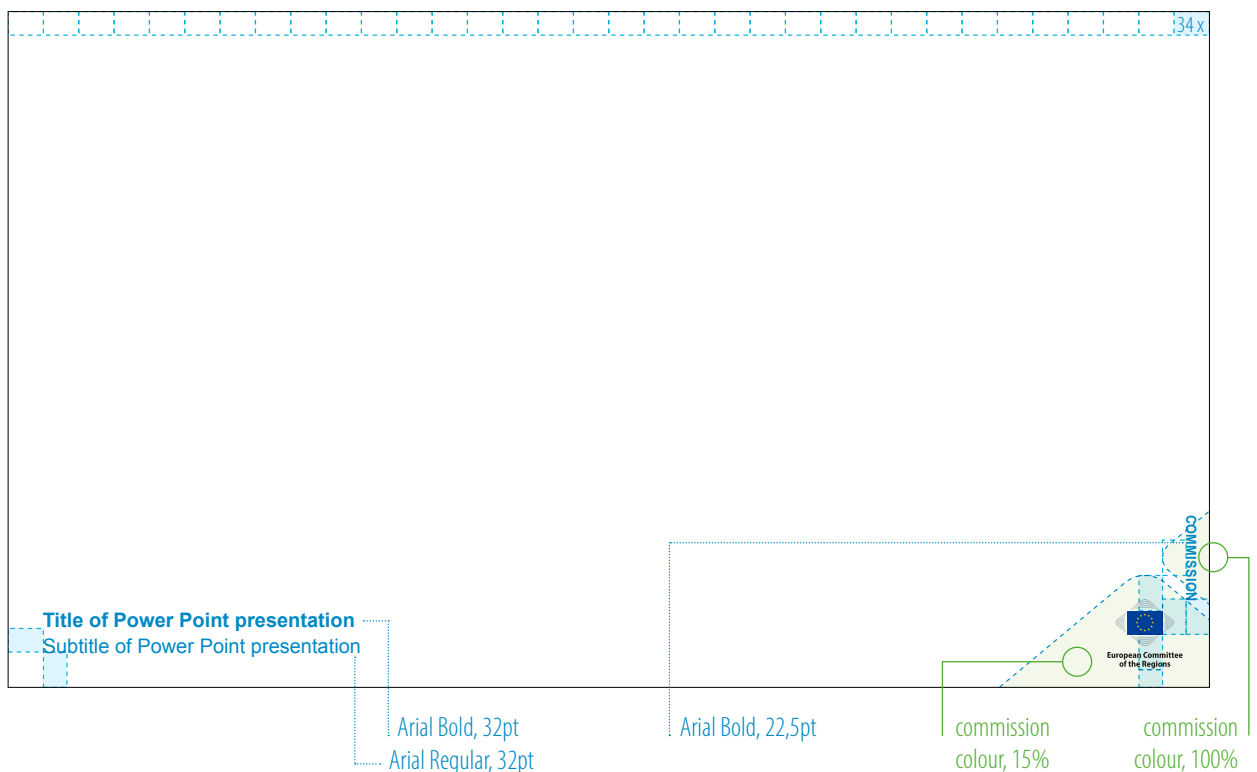 34 x
COMMISSION
Title of Power Point presentation
Subtitle of Power Point presentation
European Committee
of the Regions
Arial Bold, 32pt
Arial Regular, 32pt
Arial Bold, 22,5pt
commission
colour, 15%
commission
colour, 100%